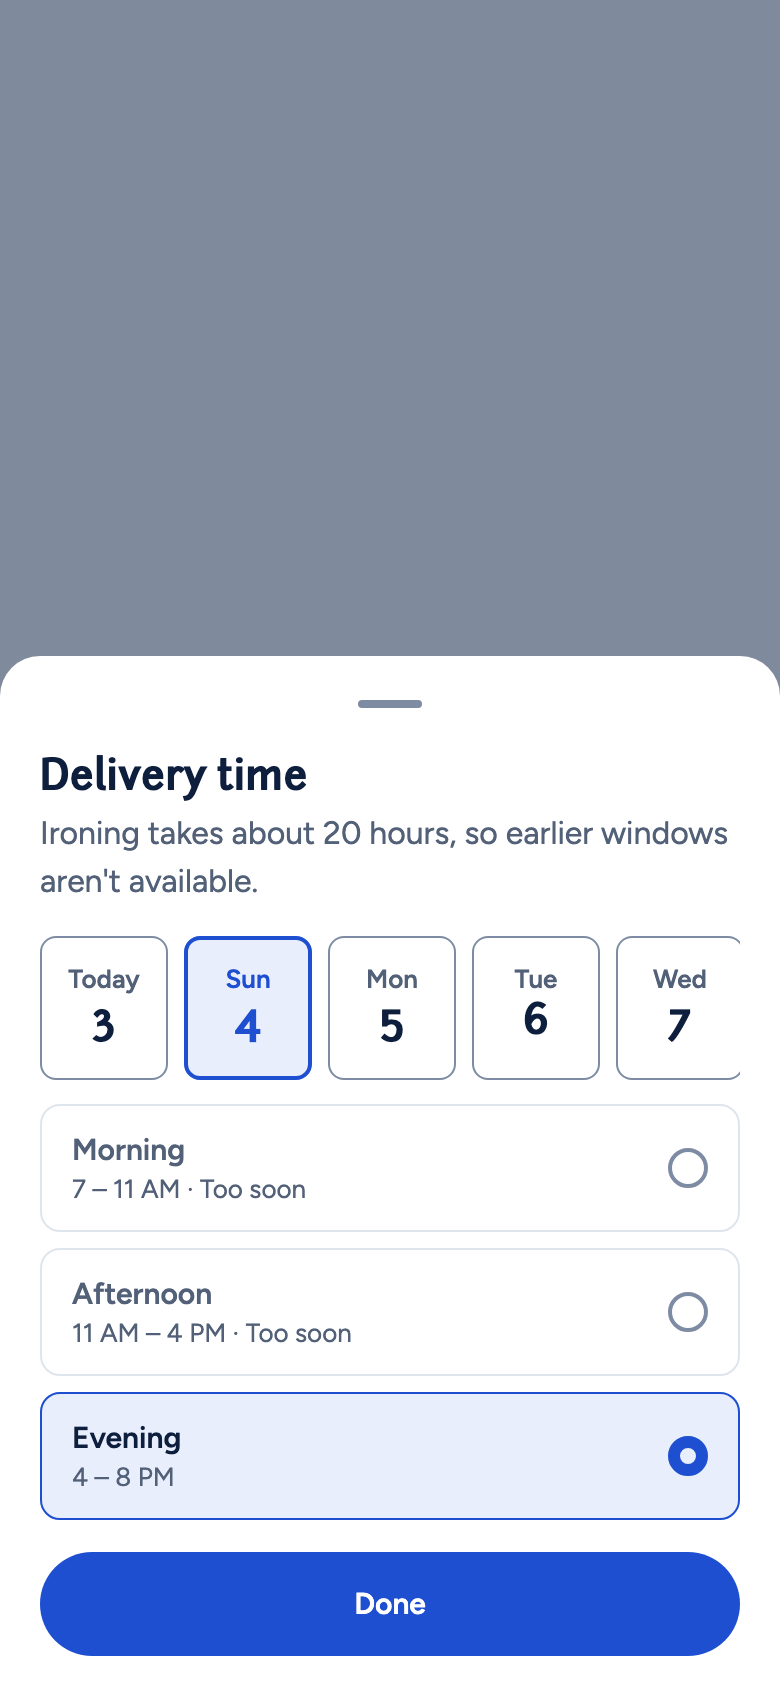 Delivery time
Ironing takes about 20 hours, so earlier windows
aren't available.
Today
3
Sun
4
Mon
5
Tue
6
Wed
7
Morning
7 – 11 AM · Too soon
Afternoon
11 AM – 4 PM · Too soon
Evening
4 – 8 PM
Done